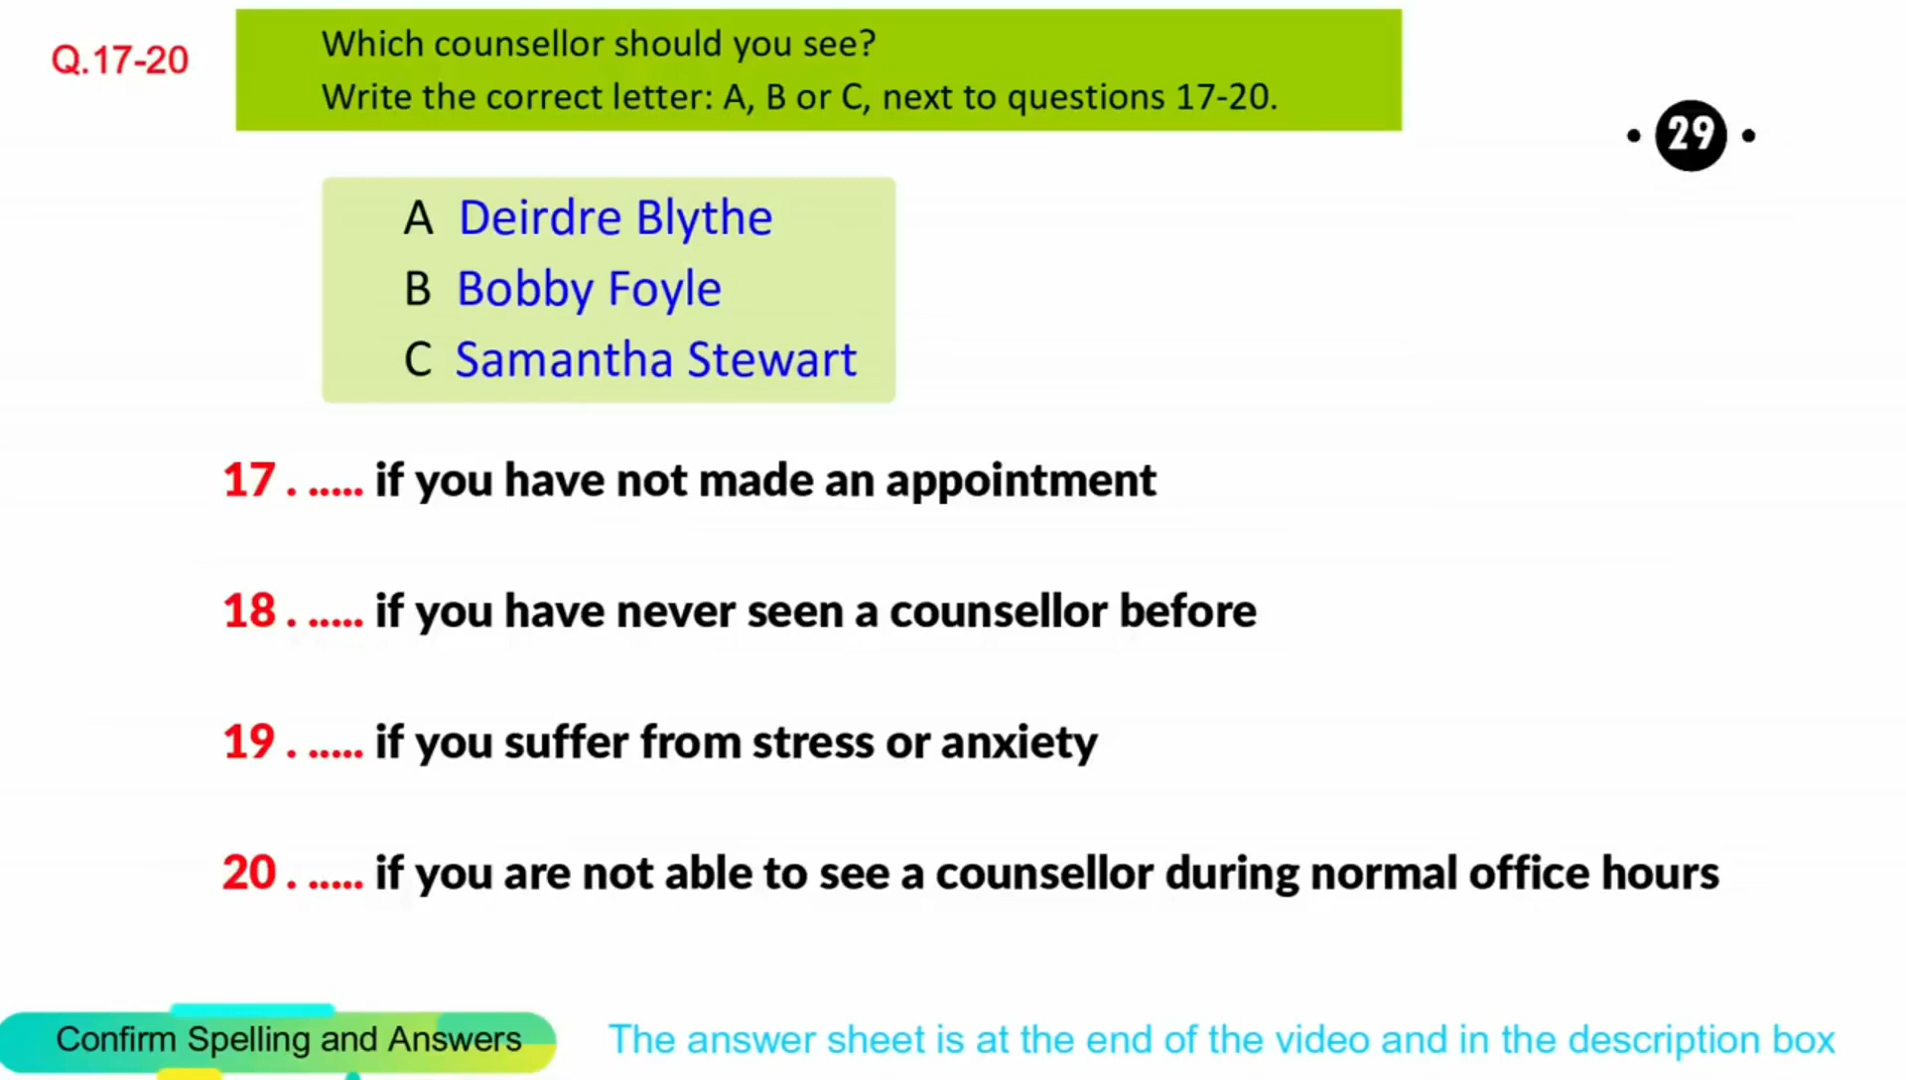 Q.17-20
Which counsellor should you see?
Write the correct letter: A, B or C, next to questions 17-20.
• 29 •
A Deirdre Blythe
B Bobby Foyle
C Samantha Stewart
17 . ..... if you have not made an appointment
18 . ..... if you have never seen a counsellor before
19 . ..... if you suffer from stress or anxiety
20 . ..... if you are not able to see a counsellor during normal office hours
Confirm Spelling and Answers
The answer sheet is at the end of the video and in the description box